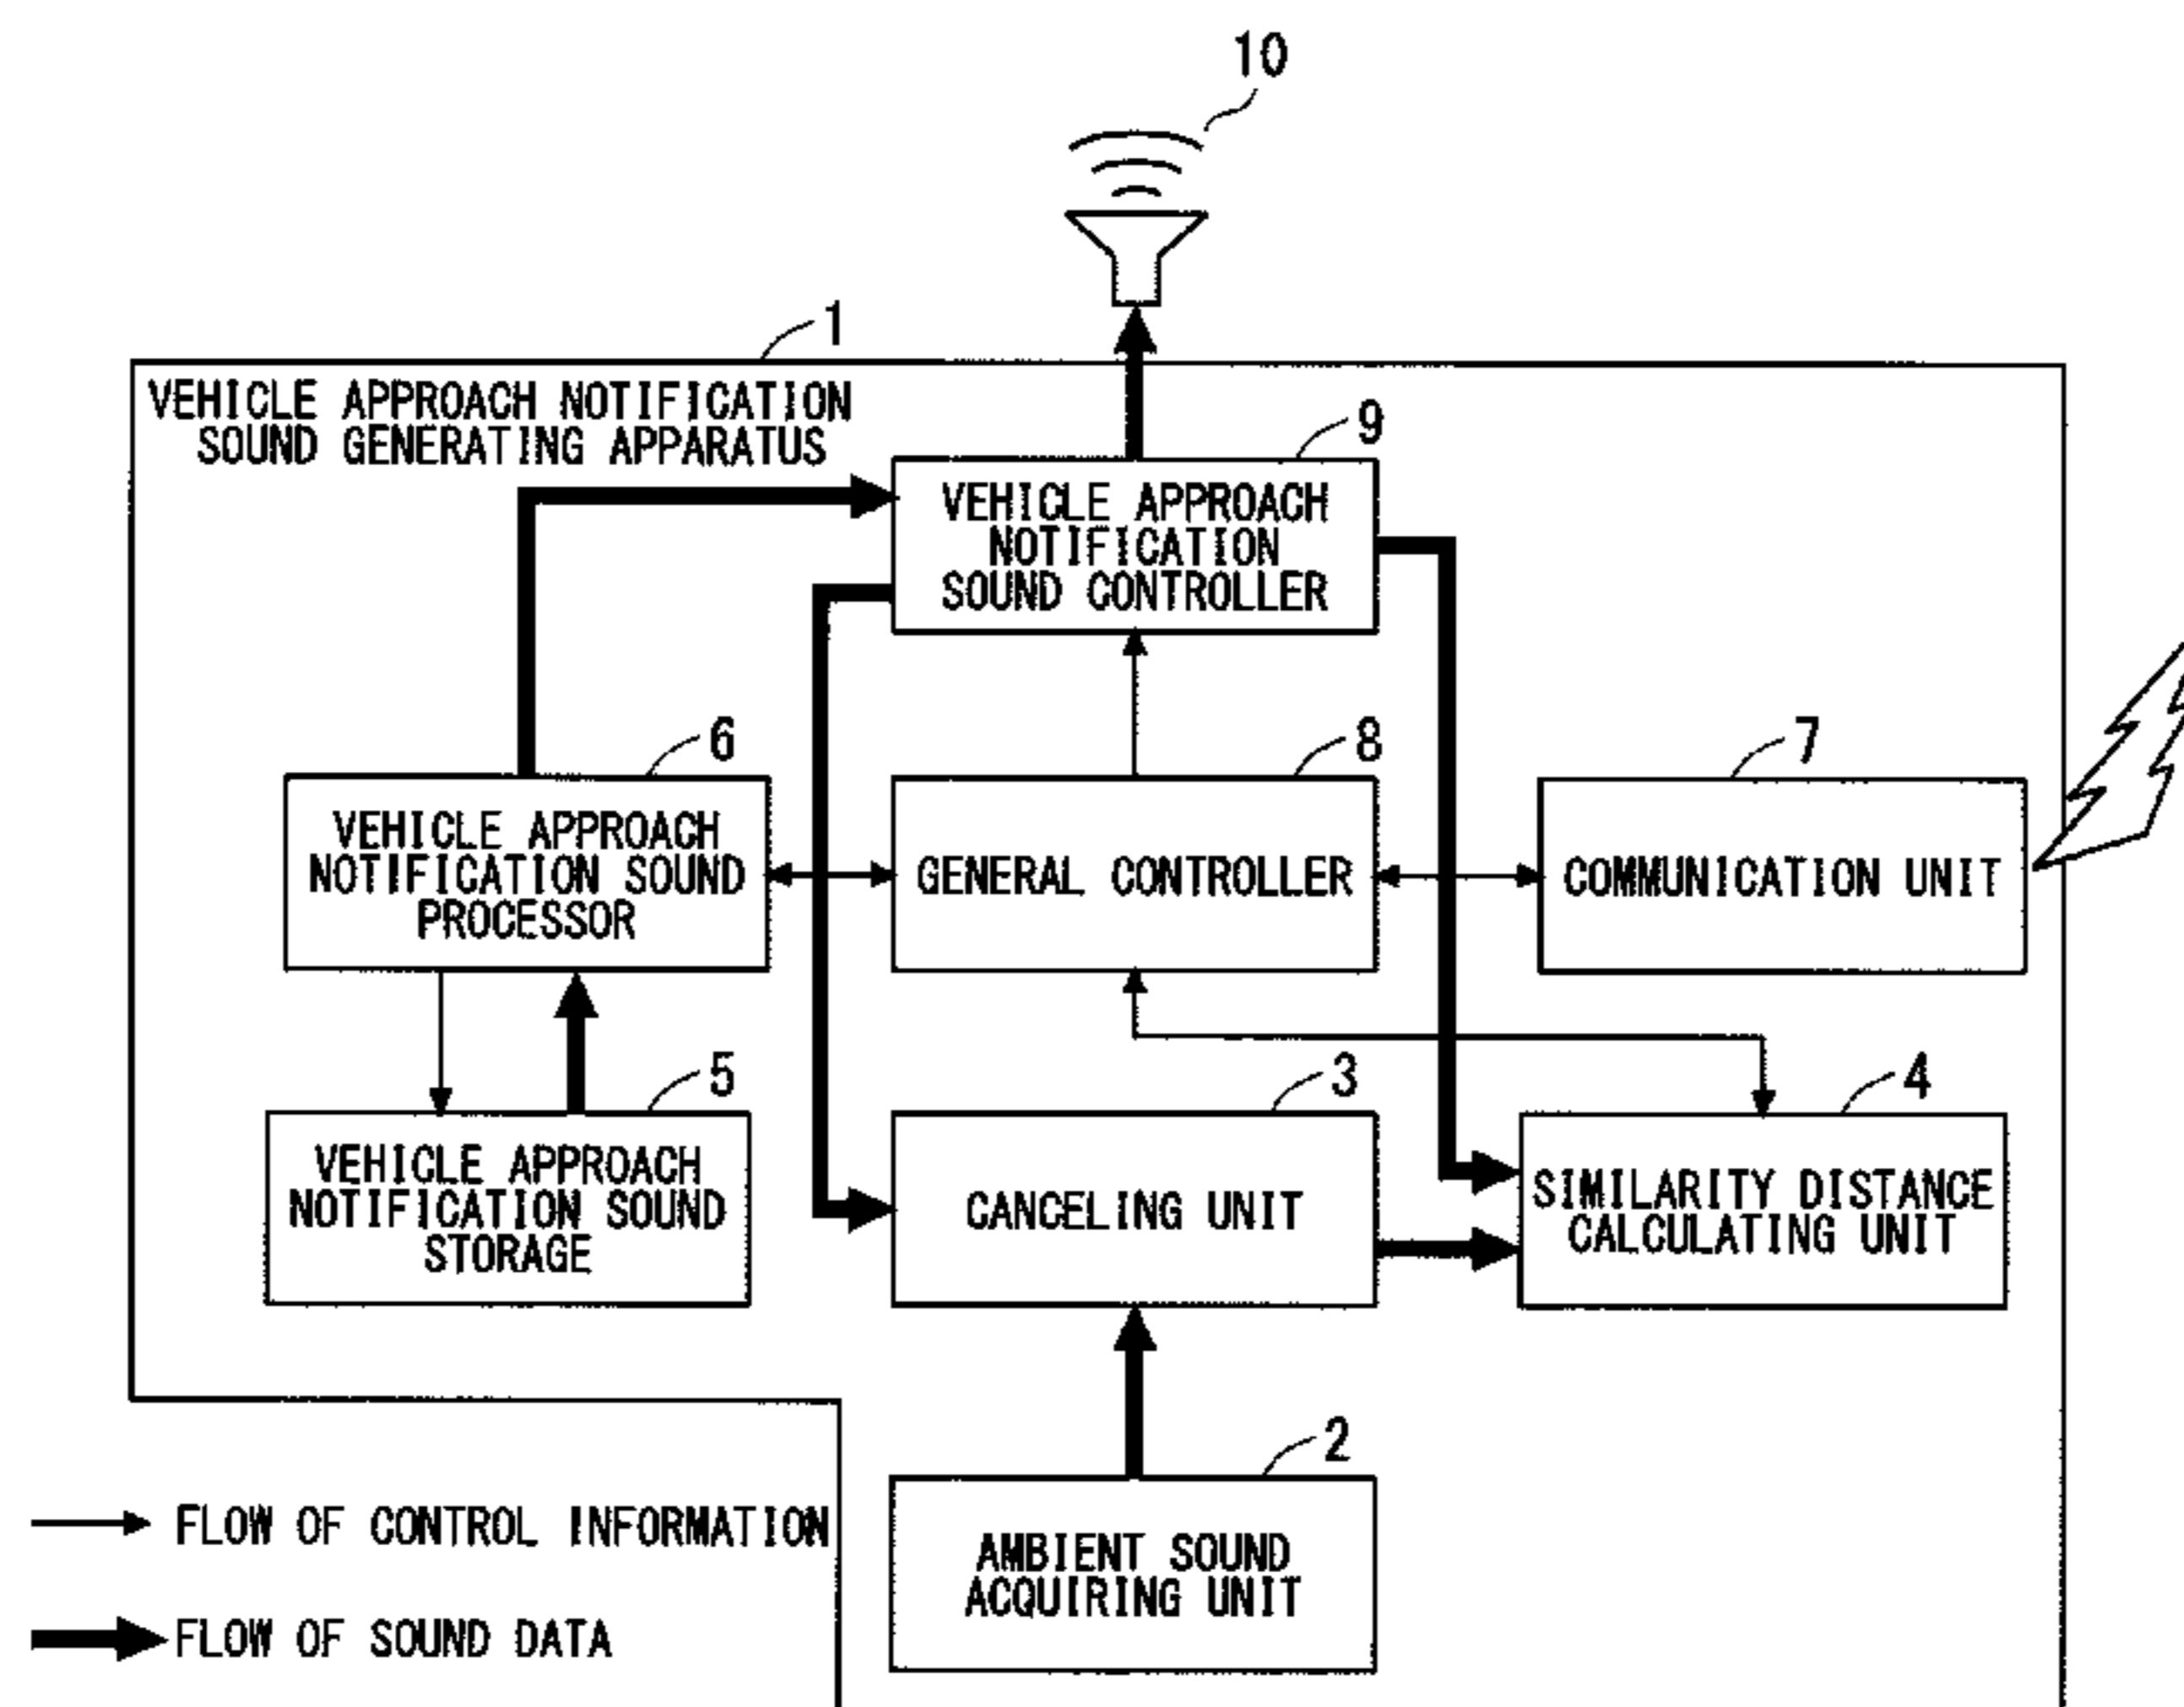 10
1
VEHICLE APPROACH NOTIFICATION
SOUND GENERATING APPARATUS
9
VEHICLE APPROACH
NOTIFICATION
SOUND CONTROLLER
6
VEHICLE APPROACH
NOTIFICATION SOUND
PROCESSOR
8
GENERAL CONTROLLER
7
COMMUNICATION UNIT
5
VEHICLE APPROACH
NOTIFICATION SOUND
STORAGE
3
CANCELING UNIT
4
SIMILARITY DISTANCE
CALCULATING UNIT
2
AMBIENT SOUND
ACQUIRING UNIT
FLOW OF CONTROL INFORMATION
FLOW OF SOUND DATA